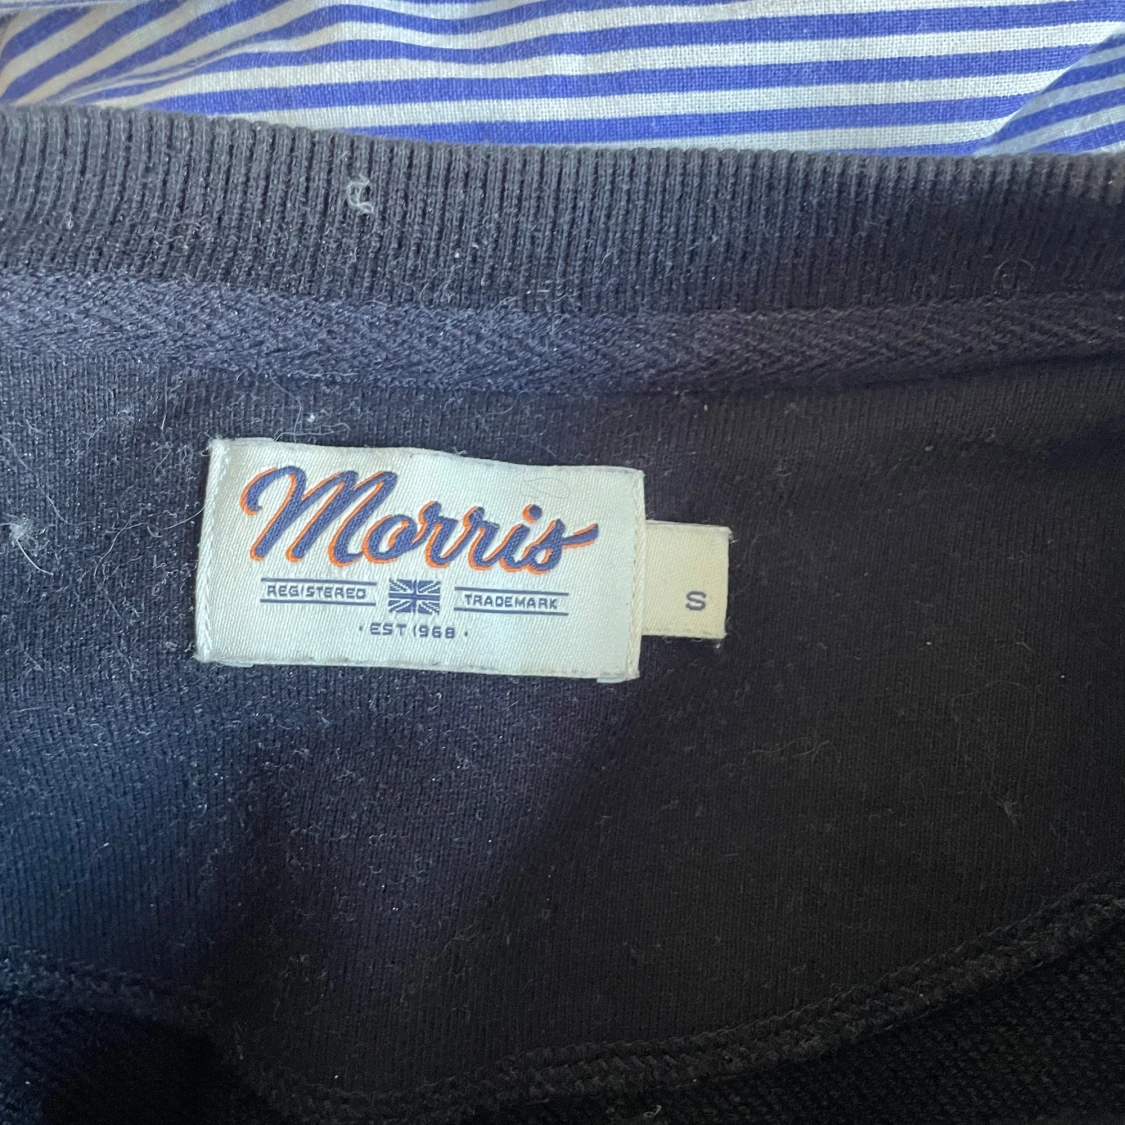 Morris
REGISTERED TRADEMARK
· EST 1968 ·
S